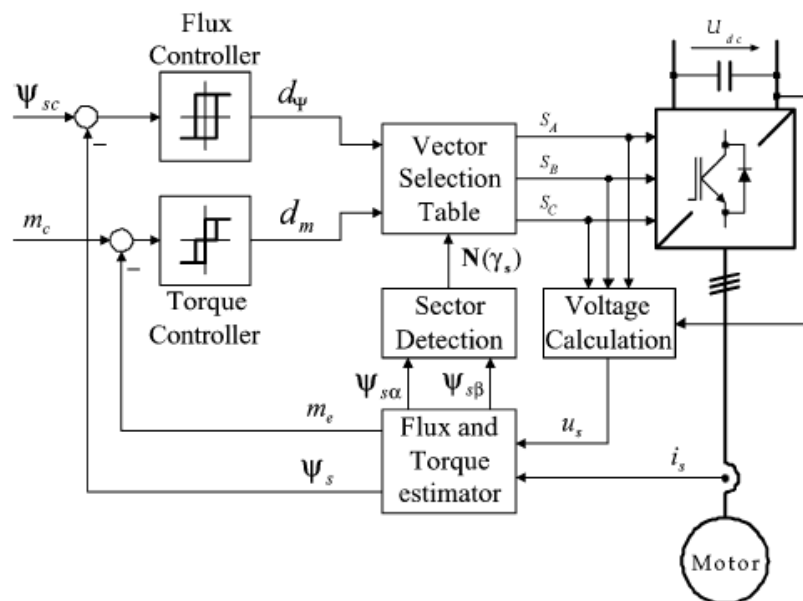 Flux
Controller
u_dc
Ψ_sc
d_Ψ
–
Vector
Selection
Table
S_A
S_B
S_C
m_c
d_m
–
N(γ_s)
Torque
Controller
Sector
Detection
Voltage
Calculation
Ψ_sα
Ψ_sβ
m_e
Flux and
Torque
estimator
u_s
Ψ_s
i_s
Motor